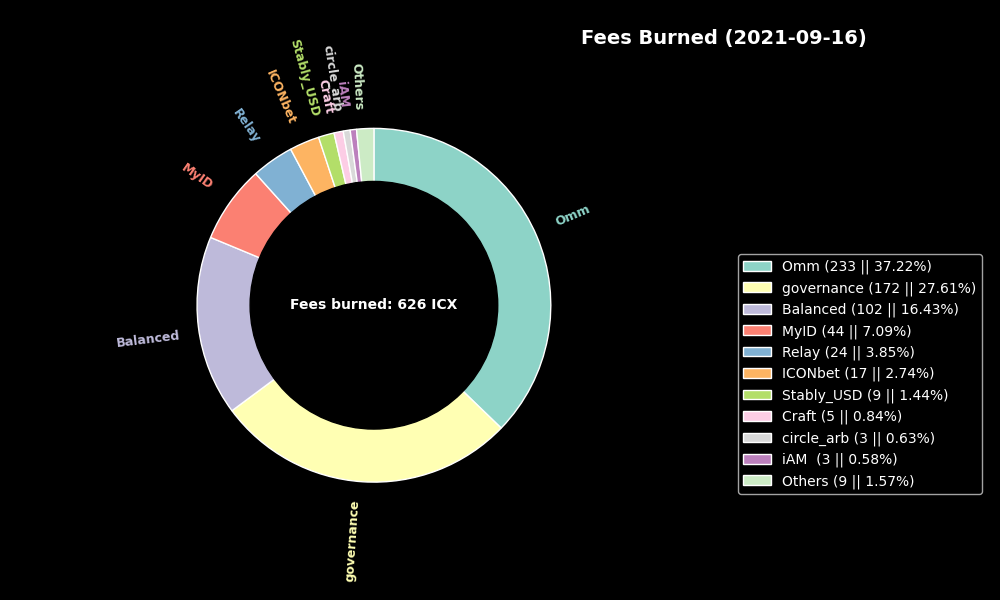 Fees Burned (2021-09-16)
Others
iAM
circle_arb
Craft
Stably_USD
ICONbet
Relay
MyID
Omm
Balanced
governance
Fees burned: 626 ICX
Omm (233 || 37.22%)
governance (172 || 27.61%)
Balanced (102 || 16.43%)
MyID (44 || 7.09%)
Relay (24 || 3.85%)
ICONbet (17 || 2.74%)
Stably_USD (9 || 1.44%)
Craft (5 || 0.84%)
circle_arb (3 || 0.63%)
iAM  (3 || 0.58%)
Others (9 || 1.57%)